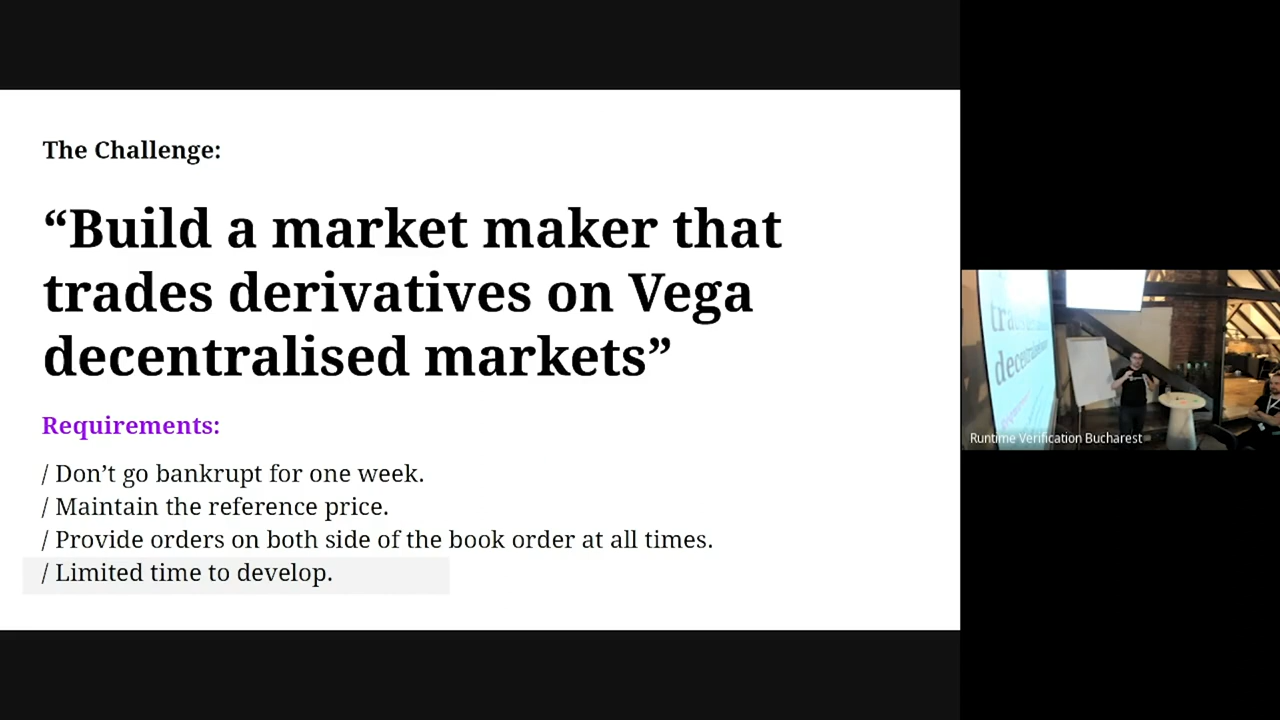 The Challenge:
“Build a market maker that
trades derivatives on Vega
decentralised markets”
Requirements:
/ Don’t go bankrupt for one week.
/ Maintain the reference price.
/ Provide orders on both side of the book order at all times.
/ Limited time to develop.
Runtime Verification Bucharest